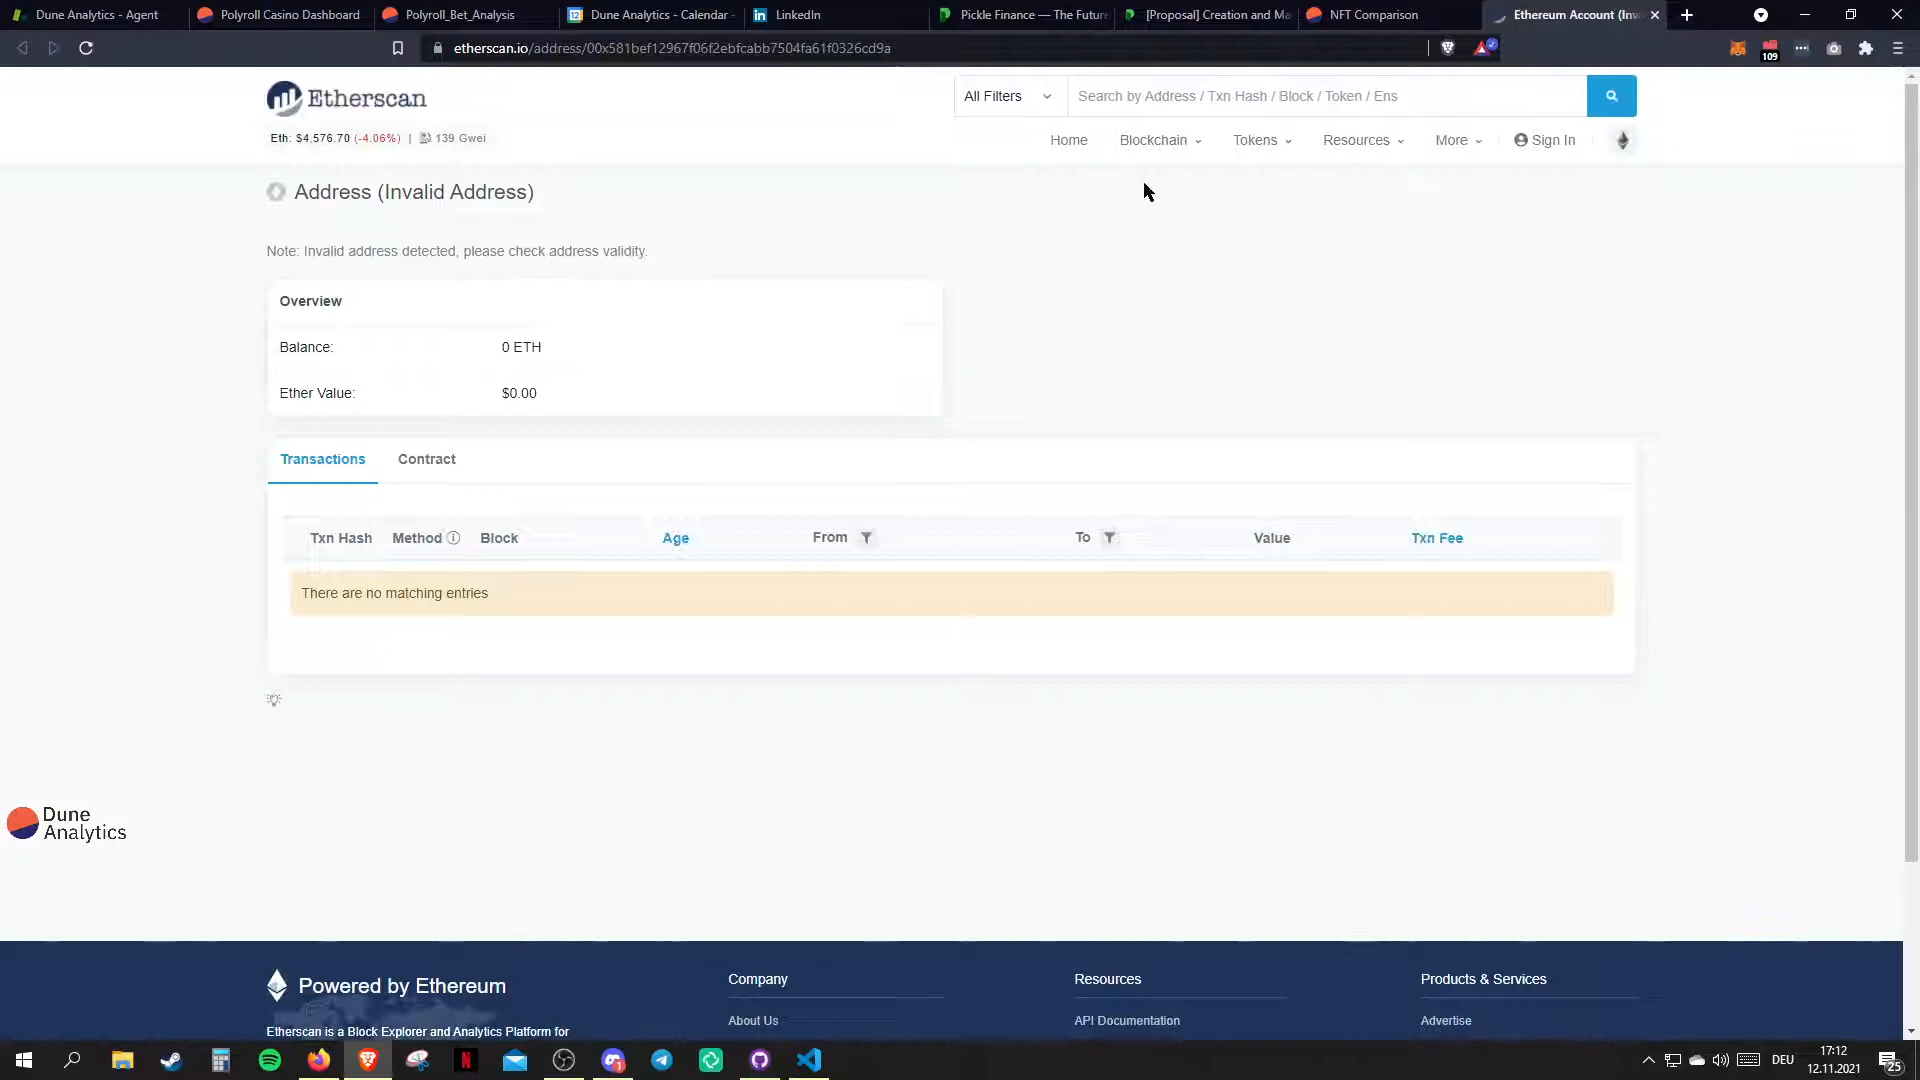 Dune Analytics - Agent
Polyroll Casino Dashboard
Polyroll_Bet_Analysis
Dune Analytics - Calendar -
LinkedIn
Pickle Finance — The Future
[Proposal] Creation and Ma
NFT Comparison
Ethereum Account (Inv
etherscan.io/address/00x581bef12967f06f2ebfcabb7504fa61f0326cd9a
109
Etherscan
All Filters
Search by Address / Txn Hash / Block / Token / Ens
Eth: $4,576.70 (-4.06%) | 139 Gwei
Home
Blockchain
Tokens
Resources
More
Sign In
Address (Invalid Address)
Note: Invalid address detected, please check address validity.
Overview
Balance: 0 ETH
Ether Value: $0.00
Transactions
Contract
Txn Hash
Method
Block
Age
From
To
Value
Txn Fee
There are no matching entries
Dune
Analytics
Powered by Ethereum
Company
Resources
Products & Services
Etherscan is a Block Explorer and Analytics Platform for
About Us
API Documentation
Advertise
1
DEU
17:12
12.11.2021
25